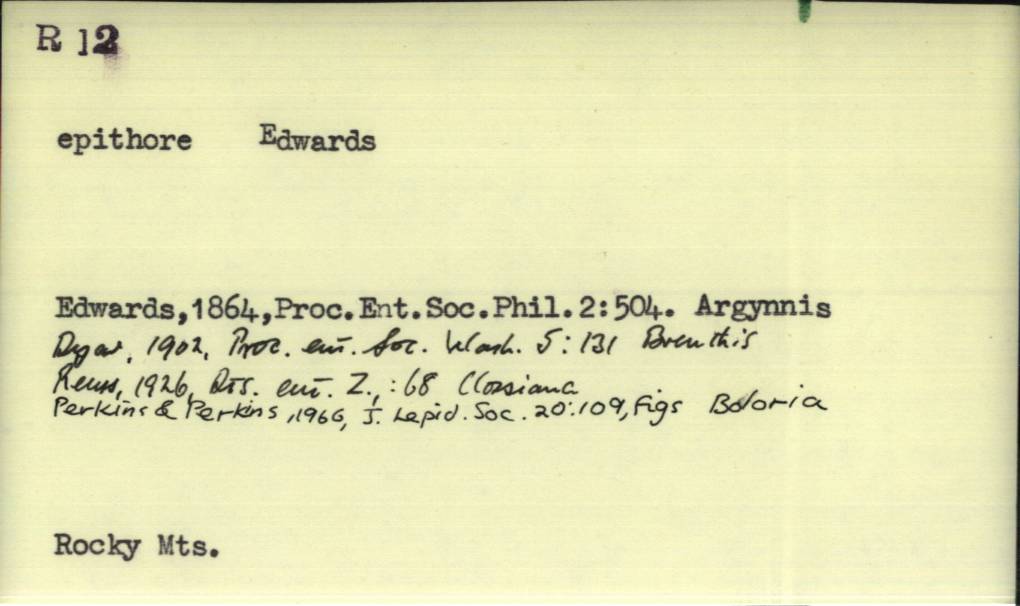 R 12
epithore Edwards
Edwards,1864,Proc.Ent.Soc.Phil.2:504. Argynnis
Dyar, 1902, Proc. ent. Soc. Wash. 5: 131 Brenthis
Reuss, 1926, Dts. ent. Z., :68 Clossiana
Perkins & Perkins, 1966, J. Lepid. Soc. 20:109, figs Boloria
Rocky Mts.